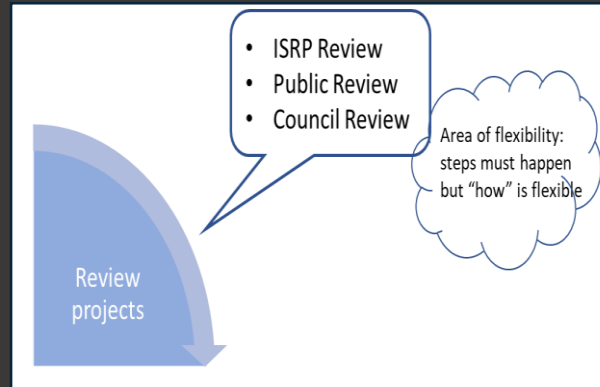 • ISRP Review
• Public Review
• Council Review
Area of flexibility:
steps must happen
but “how” is flexible
Review
projects